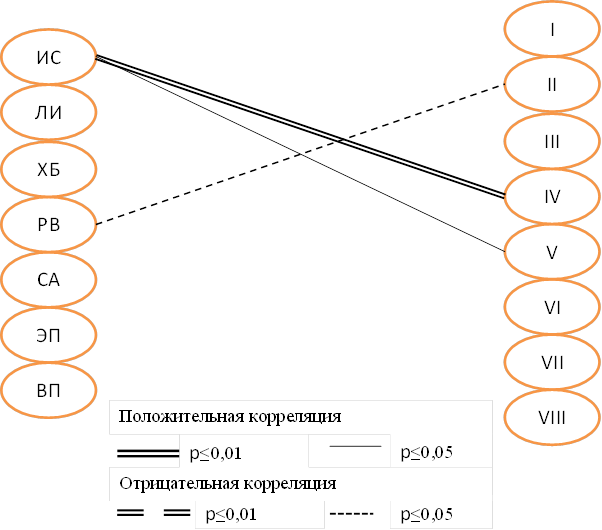 ИС
ЛИ
ХБ
РВ
СА
ЭП
ВП
I
II
III
IV
V
VI
VII
VIII
Положительная корреляция
p≤0,01 p≤0,05
Отрицательная корреляция
p≤0,01 p≤0,05